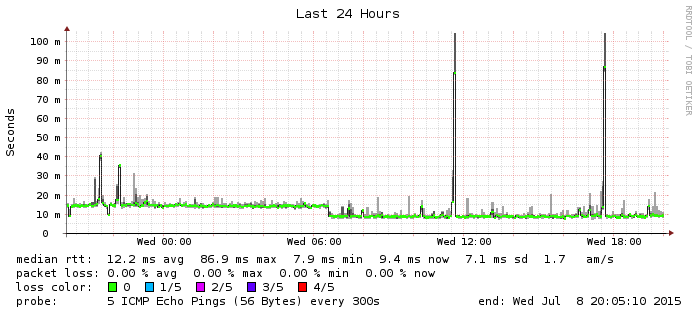 Last 24 Hours
RRDTOOL / TOBI OETIKER
Seconds
100 m
90 m
80 m
70 m
60 m
50 m
40 m
30 m
20 m
10 m
0
Wed 00:00 Wed 06:00 Wed 12:00 Wed 18:00
median rtt: 12.2 ms avg 86.9 ms max 7.9 ms min 9.4 ms now 7.1 ms sd 1.7 am/s
packet loss: 0.00 % avg 0.00 % max 0.00 % min 0.00 % now
loss color: 0 1/5 2/5 3/5 4/5
probe: 5 ICMP Echo Pings (56 Bytes) every 300s end: Wed Jul 8 20:05:10 2015